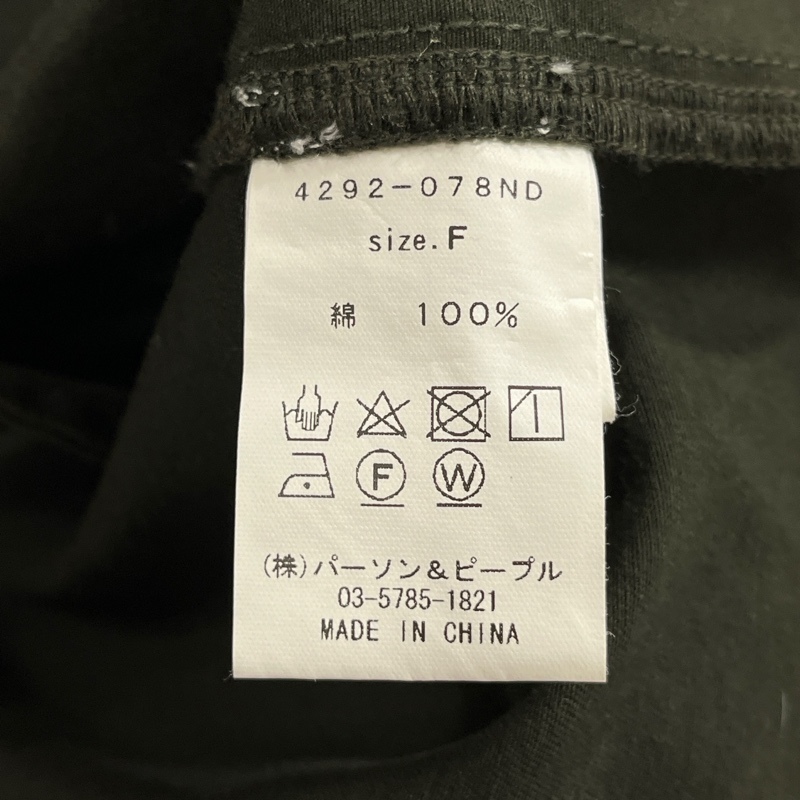 4292-078ND
size.F
綿 100%
F W
(株)パーソン&ピープル
03-5785-1821
MADE IN CHINA